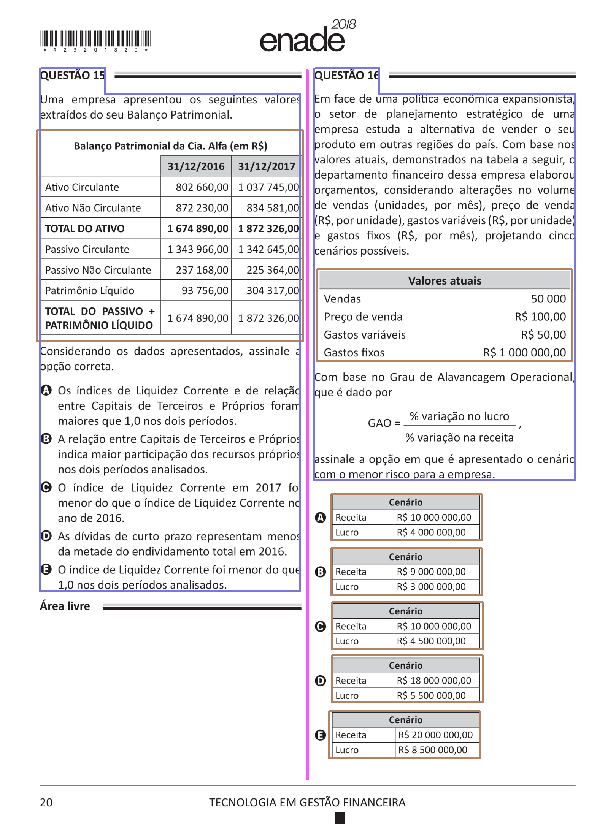 * R 2 3 2 0 1 8 2 0 *
enade 2018
QUESTÃO 15
Uma empresa apresentou os seguintes valores
extraídos do seu Balanço Patrimonial.
Balanço Patrimonial da Cia. Alfa (em R$)
31/12/2016 31/12/2017
Ativo Circulante 802 660,00 1 037 745,00
Ativo Não Circulante 872 230,00 834 581,00
TOTAL DO ATIVO 1 674 890,00 1 872 326,00
Passivo Circulante 1 343 966,00 1 342 645,00
Passivo Não Circulante 237 168,00 225 364,00
Patrimônio Líquido 93 756,00 304 317,00
TOTAL DO PASSIVO +
PATRIMÔNIO LÍQUIDO 1 674 890,00 1 872 326,00
Considerando os dados apresentados, assinale a
opção correta.
A Os índices de Liquidez Corrente e de relação
entre Capitais de Terceiros e Próprios foram
maiores que 1,0 nos dois períodos.
B A relação entre Capitais de Terceiros e Próprios
indica maior participação dos recursos próprios
nos dois períodos analisados.
C O índice de Liquidez Corrente em 2017 foi
menor do que o índice de Liquidez Corrente no
ano de 2016.
D As dívidas de curto prazo representam menos
da metade do endividamento total em 2016.
E O índice de Liquidez Corrente foi menor do que
1,0 nos dois períodos analisados.
Área livre
QUESTÃO 16
Em face de uma política econômica expansionista,
o setor de planejamento estratégico de uma
empresa estuda a alternativa de vender o seu
produto em outras regiões do país. Com base nos
valores atuais, demonstrados na tabela a seguir, o
departamento financeiro dessa empresa elaborou
orçamentos, considerando alterações no volume
de vendas (unidades, por mês), preço de venda
(R$, por unidade), gastos variáveis (R$, por unidade)
e gastos fixos (R$, por mês), projetando cinco
cenários possíveis.
Valores atuais
Vendas 50 000
Preço de venda R$ 100,00
Gastos variáveis R$ 50,00
Gastos fixos R$ 1 000 000,00
Com base no Grau de Alavancagem Operacional,
que é dado por
% variação no lucro
GAO = ,
% variação na receita
assinale a opção em que é apresentado o cenário
com o menor risco para a empresa.
Cenário
A Receita R$ 10 000 000,00
Lucro R$ 4 000 000,00
Cenário
B Receita R$ 9 000 000,00
Lucro R$ 3 000 000,00
Cenário
C Receita R$ 10 000 000,00
Lucro R$ 4 500 000,00
Cenário
D Receita R$ 18 000 000,00
Lucro R$ 5 500 000,00
Cenário
E Receita R$ 20 000 000,00
Lucro R$ 8 500 000,00
20
TECNOLOGIA EM GESTÃO FINANCEIRA